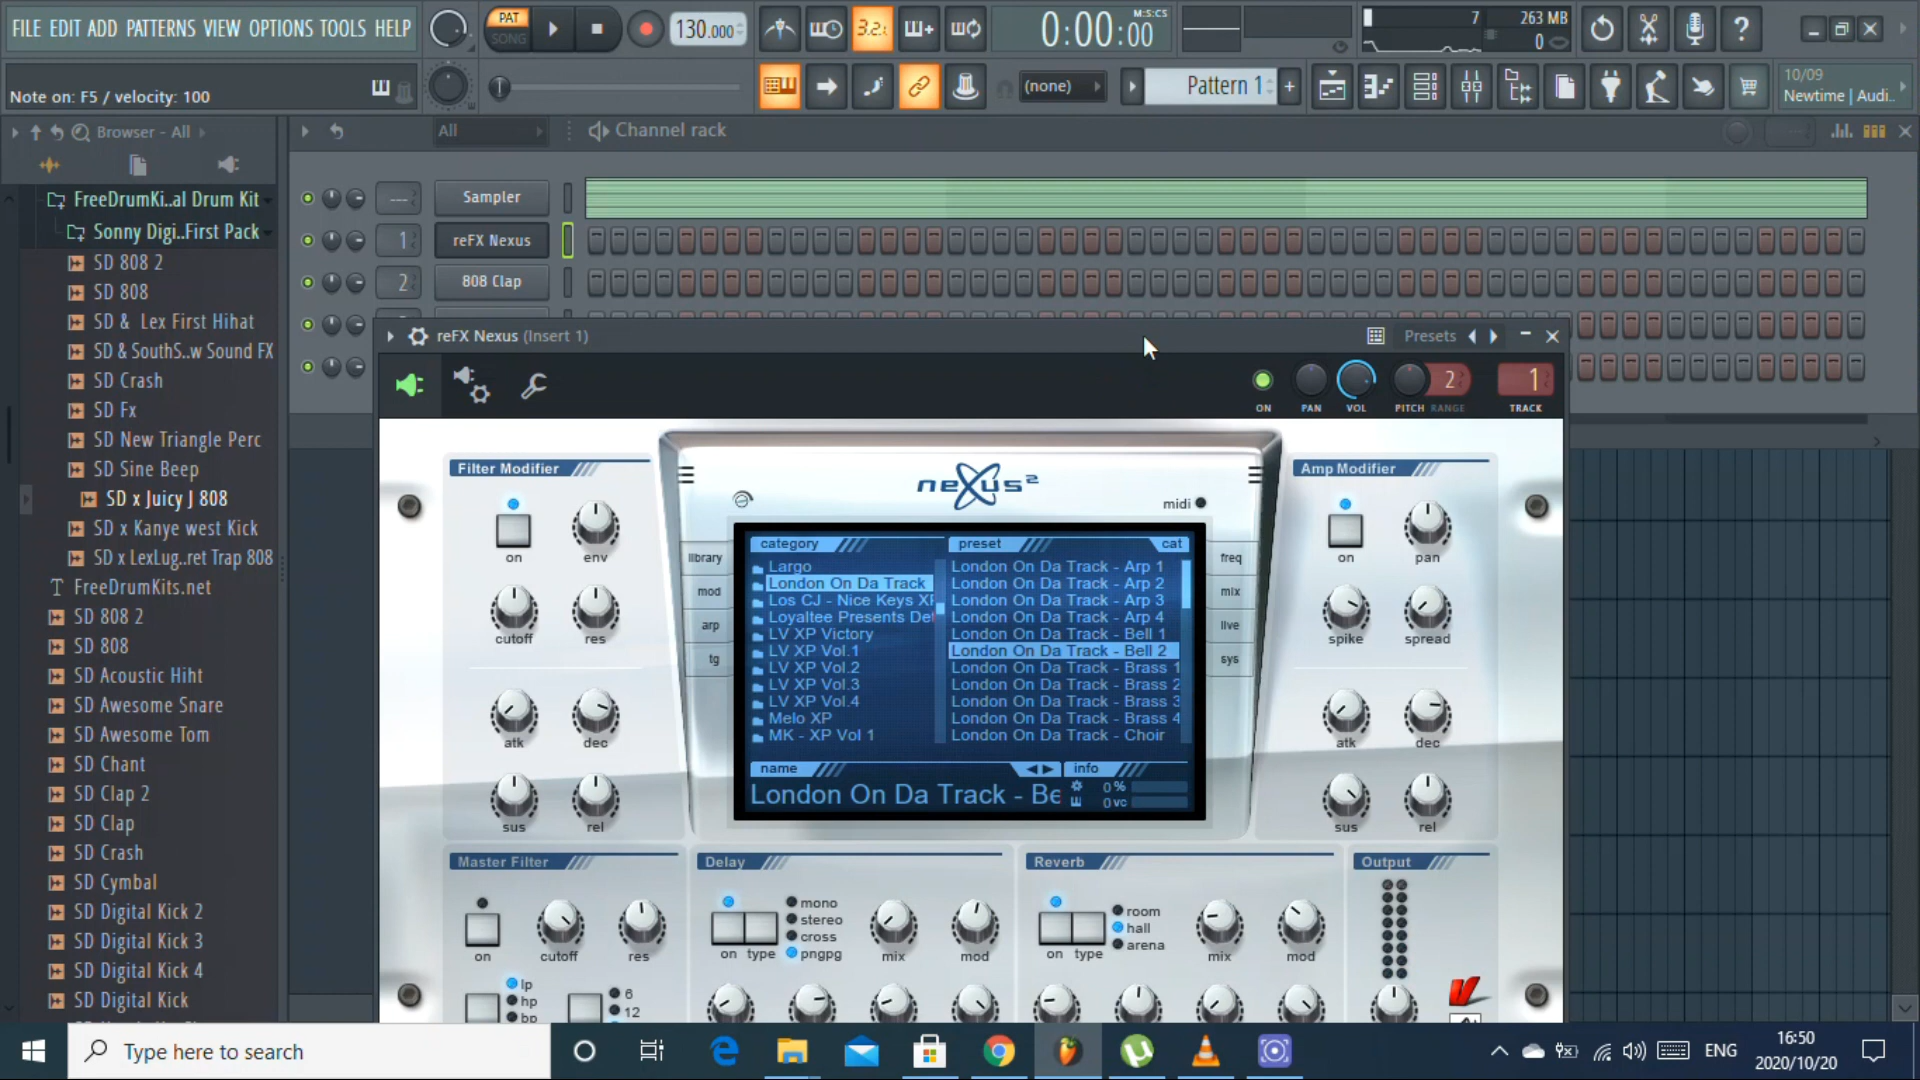 FILE EDIT ADD PATTERNS VIEW OPTIONS TOOLS HELP
PAT
SONG
130.000
3.2.1
0:00:00
M:S:CS
7
263 MB
0
Note on: F5 / velocity: 100
(none)
Pattern 1
10/09
Newtime | Audi..
Browser - All
All
Channel rack
FreeDrumKi..al Drum Kit
Sonny Digi..First Pack
SD 808 2
SD 808
SD & Lex First Hihat
SD & SouthS..w Sound FX
SD Crash
SD Fx
SD New Triangle Perc
SD Sine Beep
SD x Juicy J 808
SD x Kanye west Kick
SD x LexLug..ret Trap 808
FreeDrumKits.net
SD 808 2
SD 808
SD Acoustic Hiht
SD Awesome Snare
SD Awesome Tom
SD Chant
SD Clap 2
SD Clap
SD Crash
SD Cymbal
SD Digital Kick 2
SD Digital Kick 3
SD Digital Kick 4
SD Digital Kick
--- Sampler
1 reFX Nexus
2 808 Clap
reFX Nexus (Insert 1)
Presets
ON PAN VOL PITCH RANGE 2 1 TRACK
Filter Modifier
on env
cutoff res
atk dec
sus rel
nexus²
midi
library
mod
arp
tg
category
Largo
London On Da Track
Los CJ - Nice Keys XP
Loyaltee Presents De
LV XP Victory
LV XP Vol.1
LV XP Vol.2
LV XP Vol.3
LV XP Vol.4
Melo XP
MK - XP Vol 1
preset cat
London On Da Track - Arp 1
London On Da Track - Arp 2
London On Da Track - Arp 3
London On Da Track - Arp 4
London On Da Track - Bell 1
London On Da Track - Bell 2
London On Da Track - Brass 1
London On Da Track - Brass 2
London On Da Track - Brass 3
London On Da Track - Brass 4
London On Da Track - Choir
name
London On Da Track - Be
info
0 %
0 vc
freq
mix
live
sys
Amp Modifier
on pan
spike spread
atk dec
sus rel
Master Filter
on cutoff res
lp
hp
bp
6
12
Delay
on type
mono
stereo
cross
pngpg
mix mod
Reverb
on type
room
hall
arena
mix mod
Output
Type here to search
ENG
16:50
2020/10/20